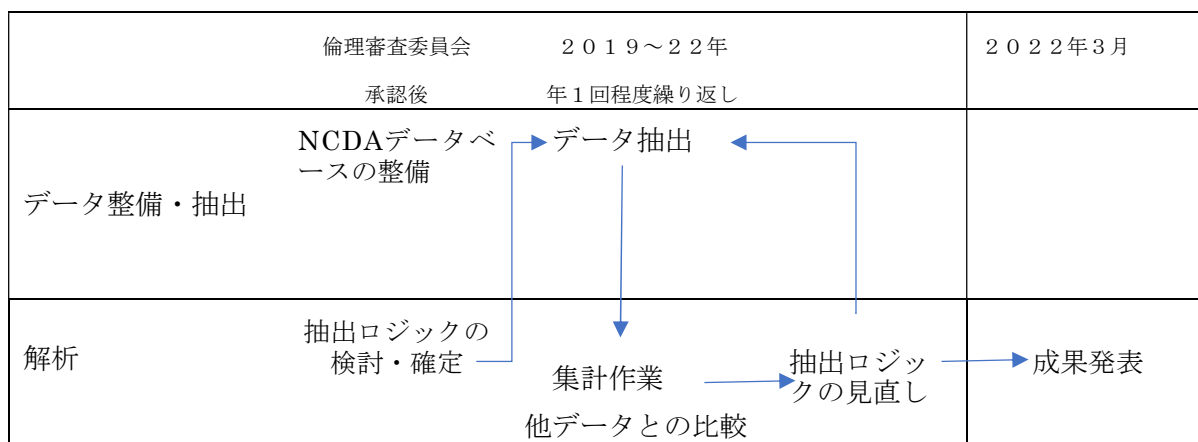 倫理審査委員会 ２０１９～２２年 ２０２２年３月
承認後 年１回程度繰り返し
データ整備・抽出
NCDAデータベ
ースの整備
データ抽出
解析
抽出ロジックの
検討・確定
集計作業
他データとの比較
抽出ロジッ
クの見直し
成果発表